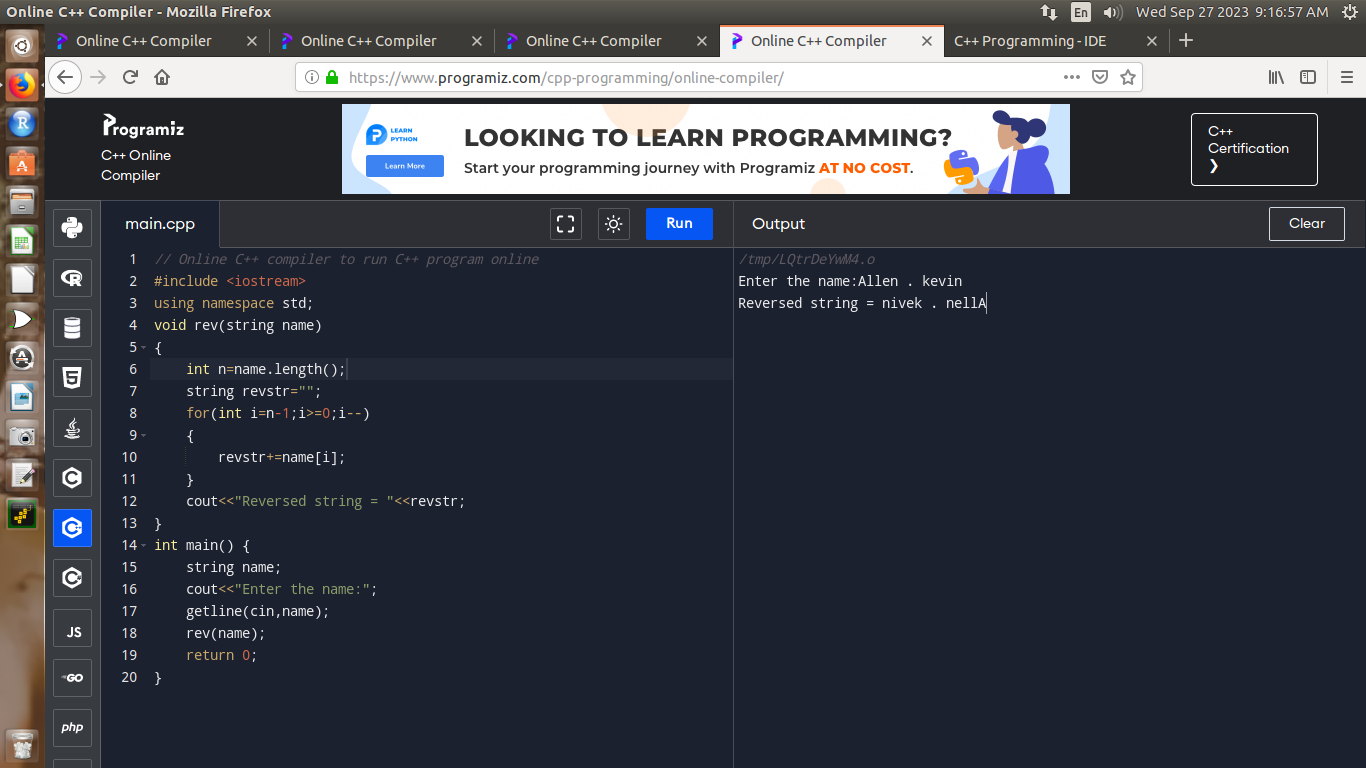 Online C++ Compiler - Mozilla Firefox
En
Wed Sep 27 2023 9:16:57 AM
Online C++ Compiler
Online C++ Compiler
Online C++ Compiler
Online C++ Compiler
C++ Programming - IDE
https://www.programiz.com/cpp-programming/online-compiler/
Programiz
C++ Online
Compiler
LEARN
PYTHON
Learn More
LOOKING TO LEARN PROGRAMMING?
Start your programming journey with Programiz AT NO COST.
C++
Certification
❯
main.cpp
Run
Output
Clear
1 // Online C++ compiler to run C++ program online
2 #include <iostream>
3 using namespace std;
4 void rev(string name)
5 {
6     int n=name.length();
7     string revstr="";
8     for(int i=n-1;i>=0;i--)
9     {
10         revstr+=name[i];
11     }
12     cout<<"Reversed string = "<<revstr;
13 }
14 int main() {
15     string name;
16     cout<<"Enter the name:";
17     getline(cin,name);
18     rev(name);
19     return 0;
20 }
/tmp/LQtrDeYwM4.o
Enter the name:Allen . kevin
Reversed string = nivek . nellA
R
5
C
C
C
JS
GO
php